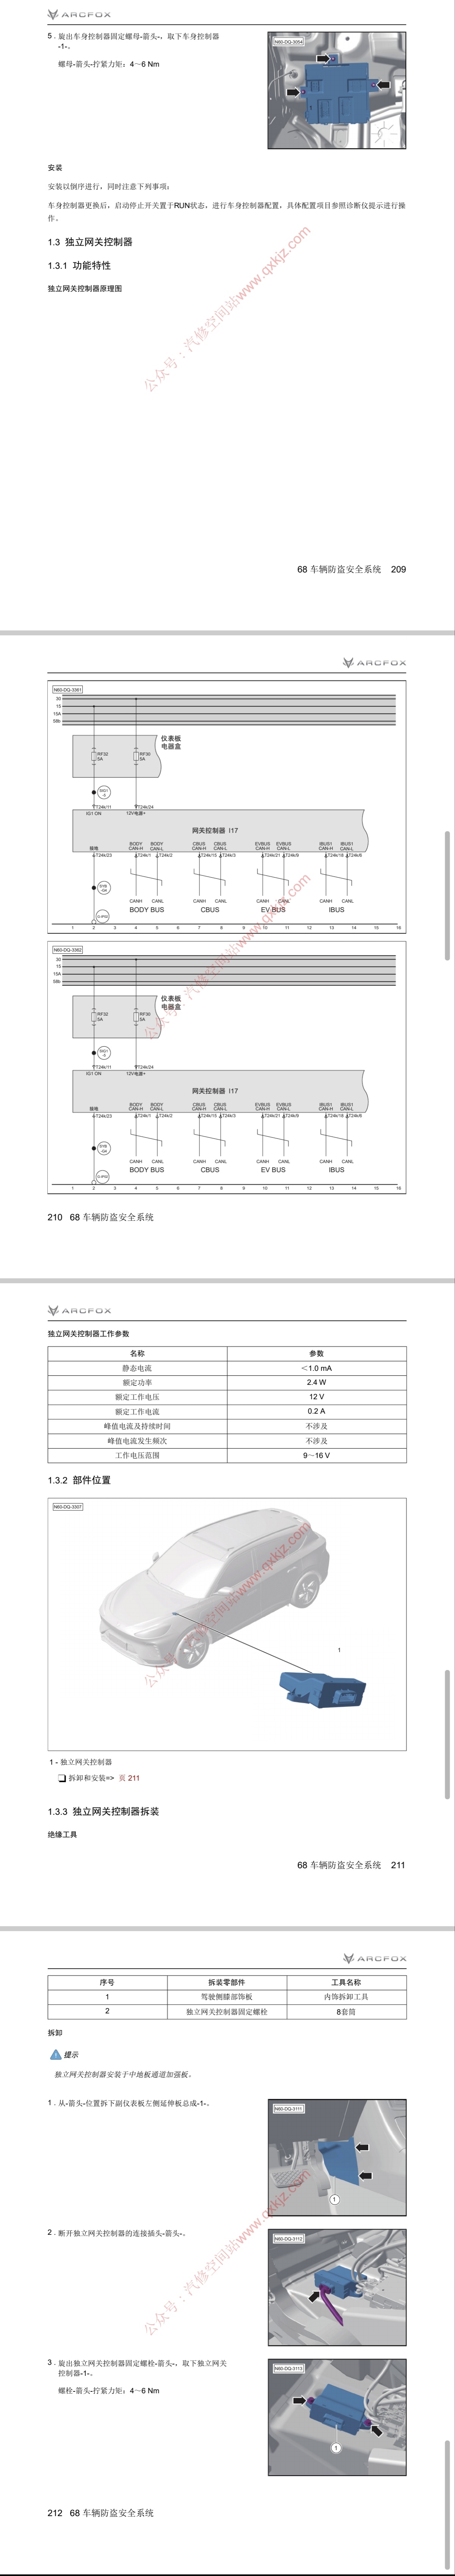 ARCFOX
5 . 旋出车身控制器固定螺母-箭头-，取下车身控制器
-1-。
螺母-箭头-拧紧力矩：4～6 Nm
N60-DQ-3054
1
安装
安装以倒序进行，同时注意下列事项：
车身控制器更换后，启动停止开关置于RUN状态，进行车身控制器配置，具体配置项目参照诊断仪提示进行操
作。
1.3 独立网关控制器
1.3.1 功能特性
独立网关控制器原理图
公众号：汽修空间站www.qxkjz.com
68 车辆防盗安全系统 209
ARCFOX
N60-DQ-3361
30
15
15A
58b
仪表板
电器盒
RF32
5A
RF30
5A
SIG1
-5
T24k/11
T24k/24
IG1 ON
12V电源+
网关控制器 I17
接地
BODY
CAN-H
BODY
CAN-L
CBUS
CAN-H
CBUS
CAN-L
EVBUS
CAN-H
EVBUS
CAN-L
IBUS1
CAN-H
IBUS1
CAN-L
T24k/23
T24k/1
T24k/2
T24k/15
T24k/3
T24k/21
T24k/9
T24k/18
T24k/6
SYB
-G4
G.IP02
CANH CANL CANH CANL CANH CANL CANH CANL
BODY BUS CBUS EV BUS IBUS
1 2 3 4 5 6 7 8 9 10 11 12 13 14 15 16
N60-DQ-3362
30
15
15A
58b
仪表板
电器盒
RF32
5A
RF30
5A
SIG1
-5
T24k/11
T24k/24
IG1 ON
12V电源+
网关控制器 I17
接地
BODY
CAN-H
BODY
CAN-L
CBUS
CAN-H
CBUS
CAN-L
EVBUS
CAN-H
EVBUS
CAN-L
IBUS1
CAN-H
IBUS1
CAN-L
T24k/23
T24k/1
T24k/2
T24k/15
T24k/3
T24k/21
T24k/9
T24k/18
T24k/6
SYB
-G4
G.IP02
CANH CANL CANH CANL CANH CANL CANH CANL
BODY BUS CBUS EV BUS IBUS
1 2 3 4 5 6 7 8 9 10 11 12 13 14 15 16
公众号：汽修空间站www.qxkjz.com
210 68 车辆防盗安全系统
ARCFOX
独立网关控制器工作参数
名称 参数
静态电流 ＜1.0 mA
额定功率 2.4 W
额定工作电压 12 V
额定工作电流 0.2 A
峰值电流及持续时间 不涉及
峰值电流发生频次 不涉及
工作电压范围 9～16 V
1.3.2 部件位置
N60-DQ-3307
1
公众号：汽修空间站www.qxkjz.com
1 - 独立网关控制器
拆卸和安装=> 页 211
1.3.3 独立网关控制器拆装
绝缘工具
68 车辆防盗安全系统 211
ARCFOX
序号 拆装零部件 工具名称
1 驾驶侧膝部饰板 内饰拆卸工具
2 独立网关控制器固定螺栓 8套筒
拆卸
提示
独立网关控制器安装于中地板通道加强板。
1 . 从-箭头-位置拆下副仪表板左侧延伸板总成-1-。
N60-DQ-3111
1
2 . 断开独立网关控制器的连接插头-箭头-。
N60-DQ-3112
3 . 旋出独立网关控制器固定螺栓-箭头-，取下独立网关
控制器-1-。
螺栓-箭头-拧紧力矩：4～6 Nm
N60-DQ-3113
1
公众号：汽修空间站www.qxkjz.com
212 68 车辆防盗安全系统